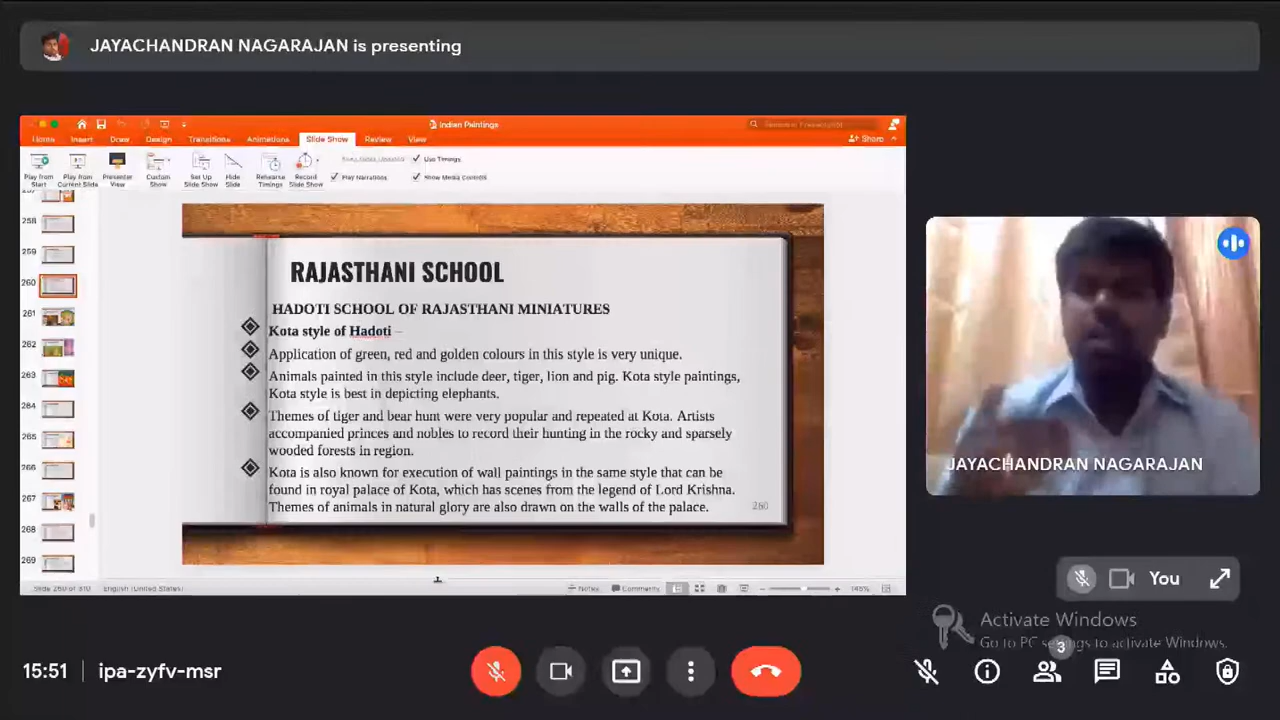 JAYACHANDRAN NAGARAJAN is presenting
Indian Paintings
Home Insert Draw Design Transitions Animations Slide Show Review View
Share
Use Timings
Play from Start
Play from Current Slide
Presenter View
Custom Show
Set Up Slide Show
Hide Slide
Rehearse Timings
Record Slide Show
Play Narrations
Show Media Controls
258
259
260
261
262
263
264
265
266
267
268
269
RAJASTHANI SCHOOL
HADOTI SCHOOL OF RAJASTHANI MINIATURES
Kota style of Hadoti –
Application of green, red and golden colours in this style is very unique.
Animals painted in this style include deer, tiger, lion and pig. Kota style paintings,
Kota style is best in depicting elephants.
Themes of tiger and bear hunt were very popular and repeated at Kota. Artists
accompanied princes and nobles to record their hunting in the rocky and sparsely
wooded forests in region.
Kota is also known for execution of wall paintings in the same style that can be
found in royal palace of Kota, which has scenes from the legend of Lord Krishna.
Themes of animals in natural glory are also drawn on the walls of the palace.
260
Slide 260 of 310 English (United States)
Notes Comments 145%
JAYACHANDRAN NAGARAJAN
You
Activate Windows
Go to PC settings to activate Windows.
3
15:51 | ipa-zyfv-msr